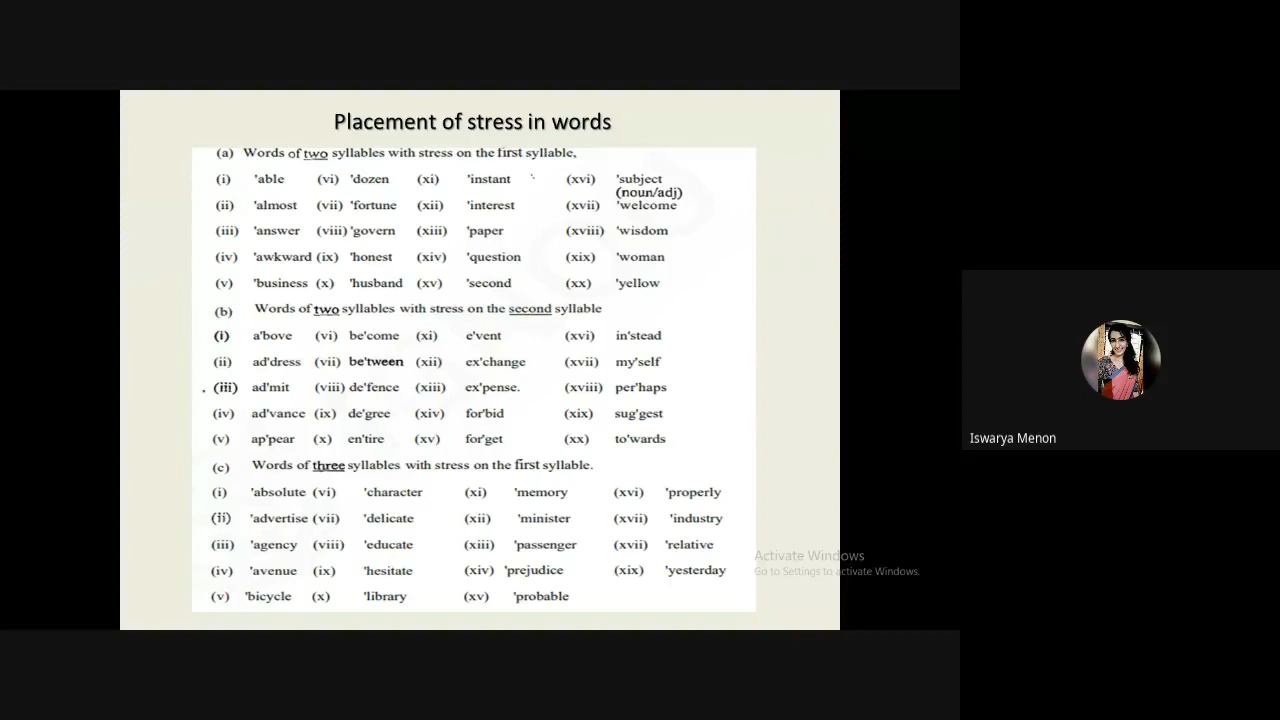 Placement of stress in words
(a) Words of two syllables with stress on the first syllable,
(i) 'able (vi) 'dozen (xi) 'instant (xvi) 'subject
(noun/adj)
(ii) 'almost (vii) 'fortune (xii) 'interest (xvii) 'welcome
(iii) 'answer (viii) 'govern (xiii) 'paper (xviii) 'wisdom
(iv) 'awkward (ix) 'honest (xiv) 'question (xix) 'woman
(v) 'business (x) 'husband (xv) 'second (xx) 'yellow
(b) Words of two syllables with stress on the second syllable
(i) a'bove (vi) be'come (xi) e'vent (xvi) in'stead
(ii) ad'dress (vii) be'tween (xii) ex'change (xvii) my'self
(iii) ad'mit (viii) de'fence (xiii) ex'pense. (xviii) per'haps
(iv) ad'vance (ix) de'gree (xiv) for'bid (xix) sug'gest
(v) ap'pear (x) en'tire (xv) for'get (xx) to'wards
(c) Words of three syllables with stress on the first syllable.
(i) 'absolute (vi) 'character (xi) 'memory (xvi) 'properly
(ii) 'advertise (vii) 'delicate (xii) 'minister (xvii) 'industry
(iii) 'agency (viii) 'educate (xiii) 'passenger (xvii) 'relative
(iv) 'avenue (ix) 'hesitate (xiv) 'prejudice (xix) 'yesterday
(v) 'bicycle (x) 'library (xv) 'probable
Iswarya Menon
Activate Windows
Go to Settings to activate Windows.